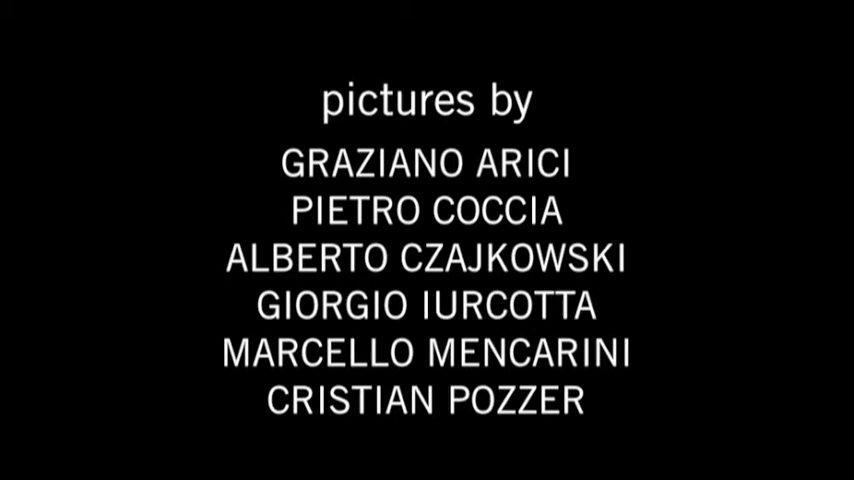 pictures by
GRAZIANO ARICI
PIETRO COCCIA
ALBERTO CZAJKOWSKI
GIORGIO IURCOTTA
MARCELLO MENCARINI
CRISTIAN POZZER